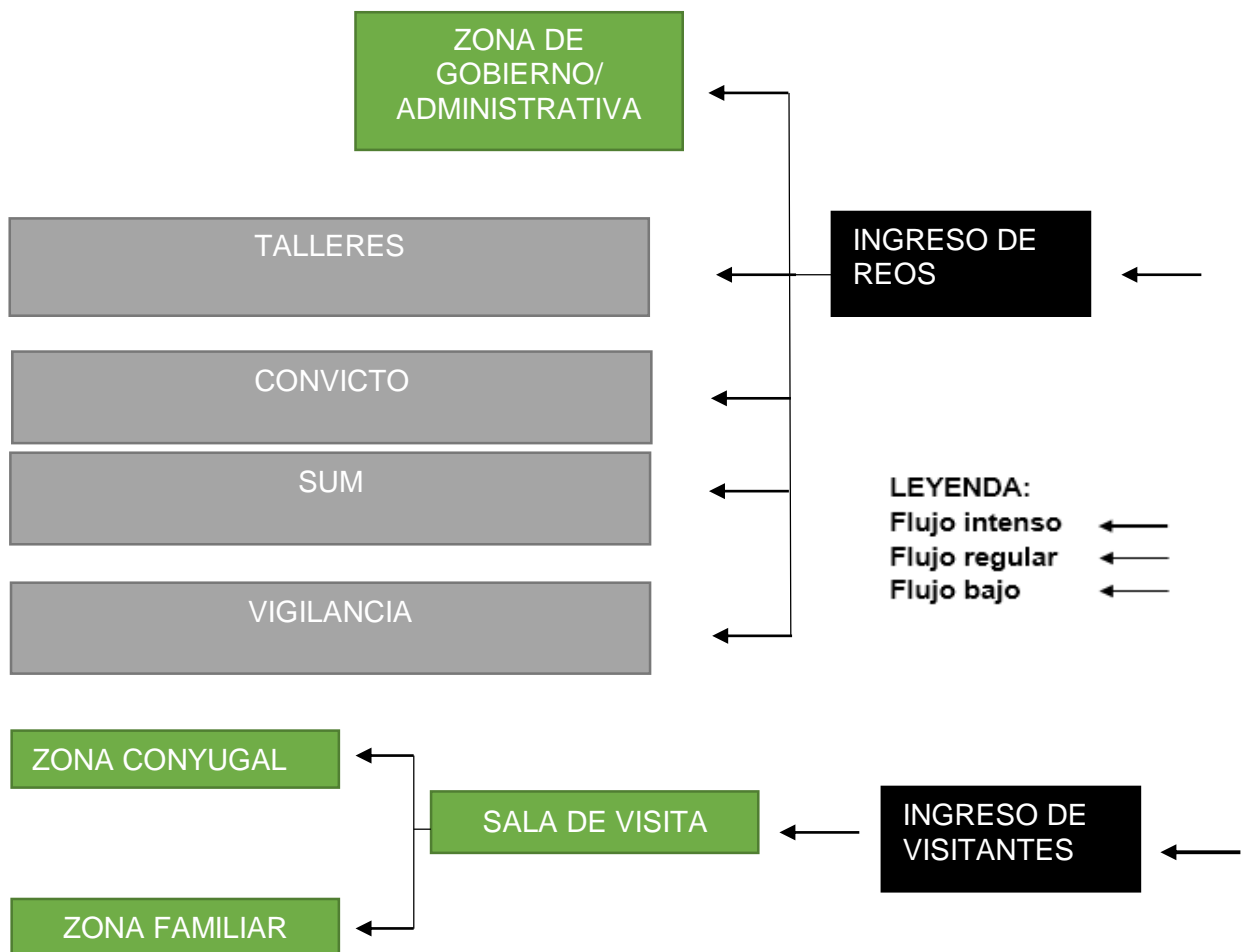 ZONA DE
GOBIERNO/
ADMINISTRATIVA
TALLERES
INGRESO DE
REOS
CONVICTO
SUM
LEYENDA:
Flujo intenso
Flujo regular
Flujo bajo
VIGILANCIA
ZONA CONYUGAL
SALA DE VISITA
INGRESO DE
VISITANTES
ZONA FAMILIAR